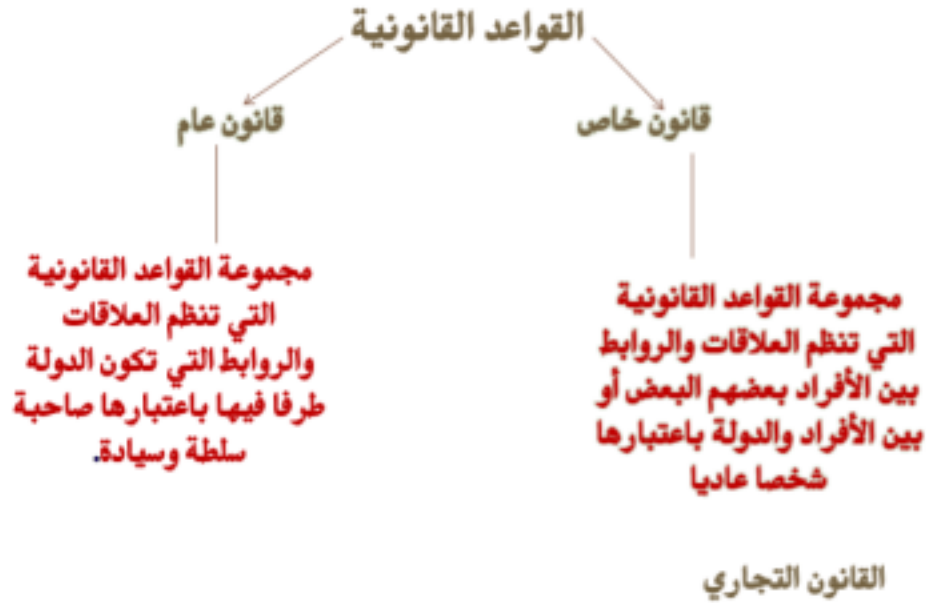 القواعد القانونية
قانون خاص
قانون عام
مجموعة القواعد القانونية
التي تنظم العلاقات والروابط
بين الأفراد بعضهم البعض أو
بين الأفراد والدولة باعتبارها
شخصا عاديا
مجموعة القواعد القانونية
التي تنظم العلاقات
والروابط التي تكون الدولة
طرفا فيها باعتبارها صاحبة
سلطة وسيادة.
القانون التجاري